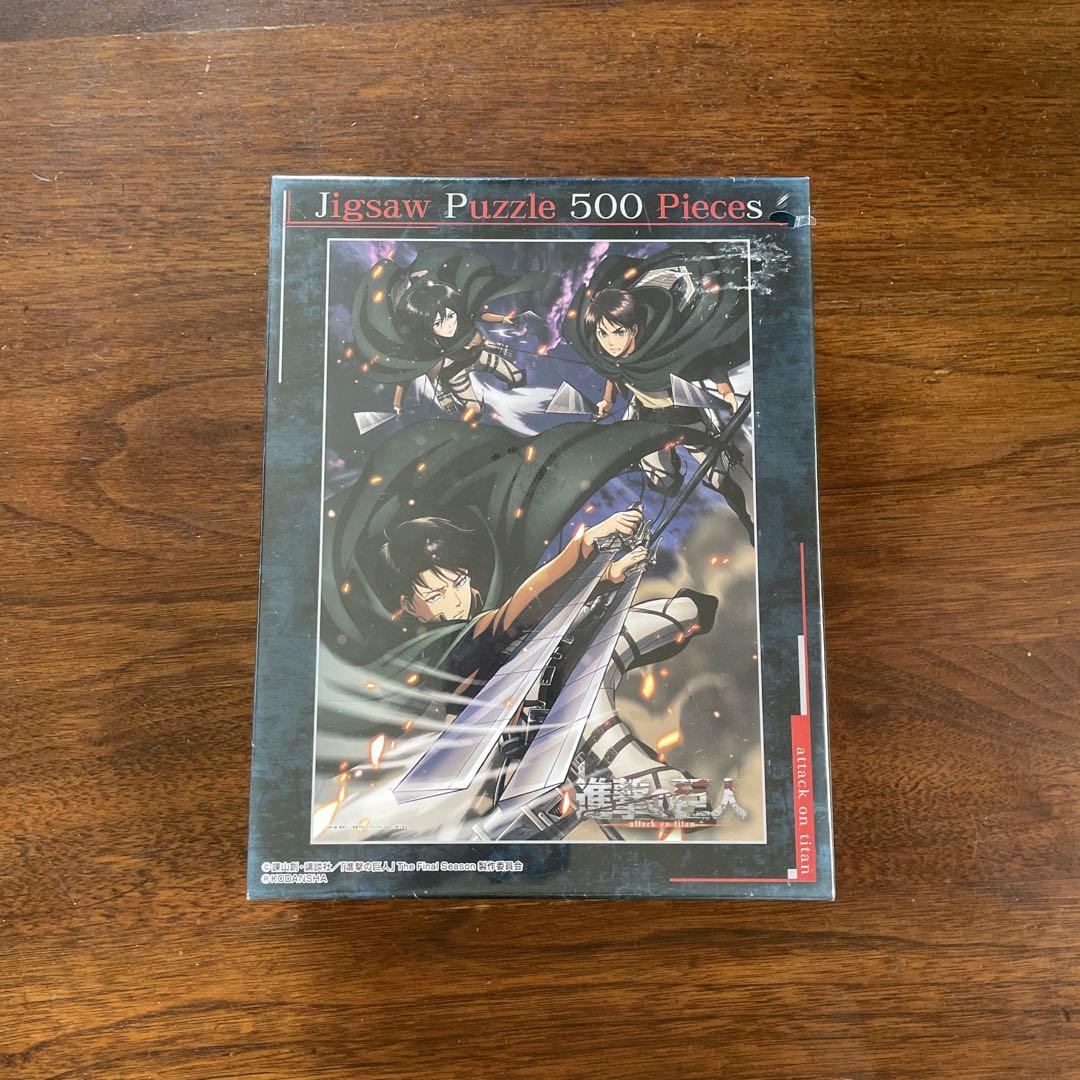 Jigsaw Puzzle 500 Pieces
進撃の巨人
attack on titan
attack on titan
©諫山創・講談社/「進撃の巨人」The Final Season 製作委員会
ⓇKODANSHA